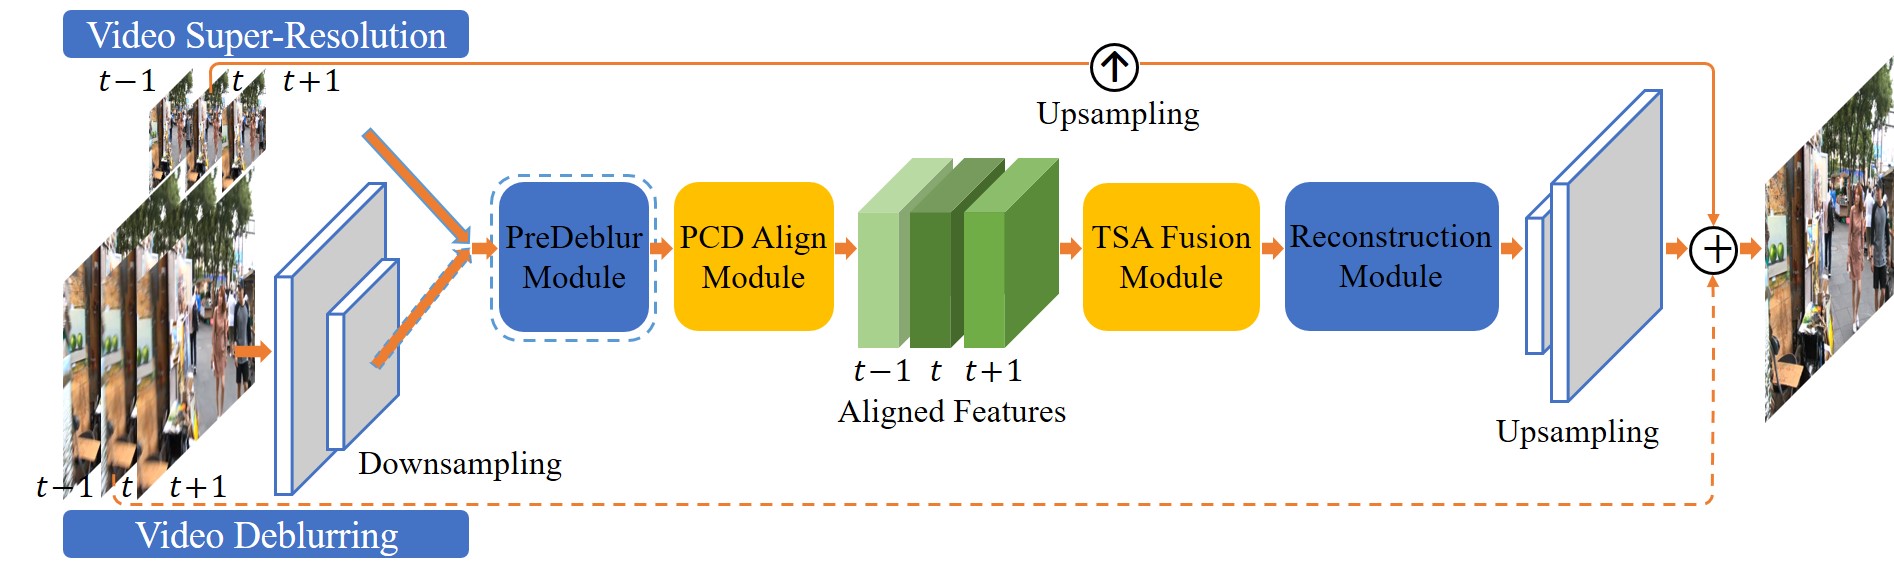 Video Super-Resolution
t−1 t t+1
Upsampling
PreDeblur
Module
PCD Align
Module
TSA Fusion
Module
Reconstruction
Module
t−1 t t+1
Aligned Features
Upsampling
Downsampling
t−1 t t+1
Video Deblurring